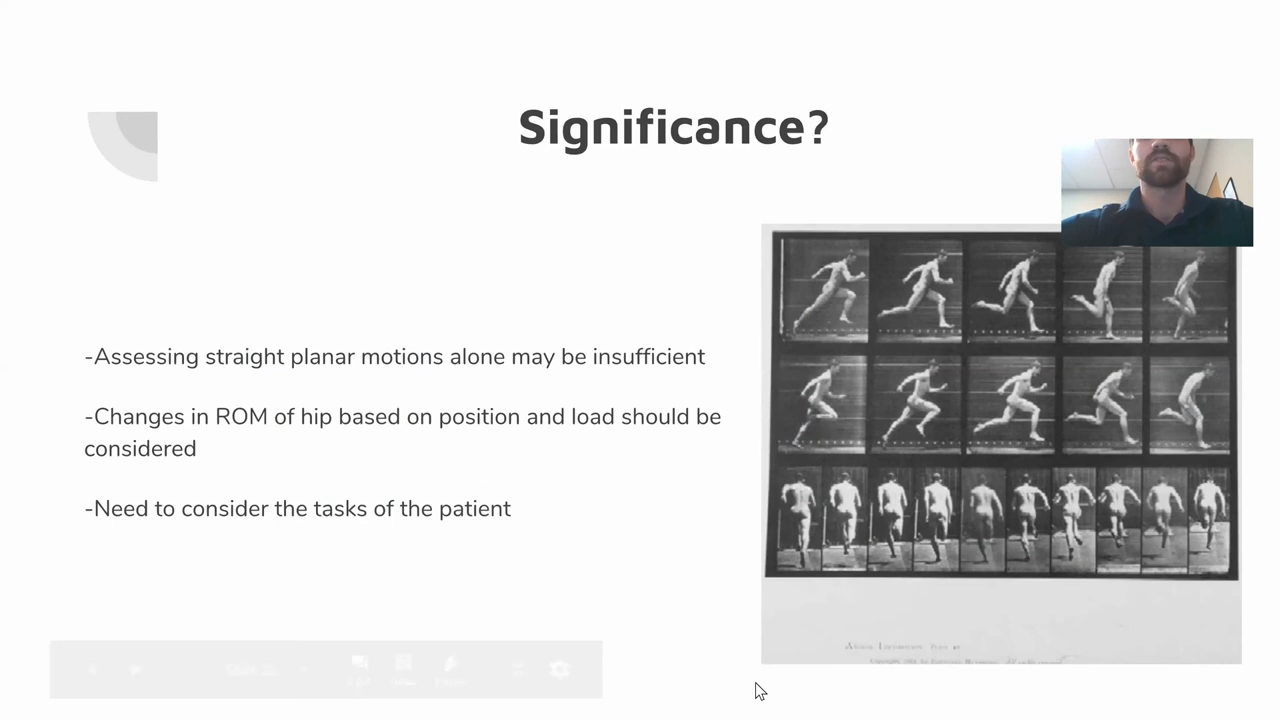 Significance?
-Assessing straight planar motions alone may be insufficient
-Changes in ROM of hip based on position and load should be
considered
-Need to consider the tasks of the patient